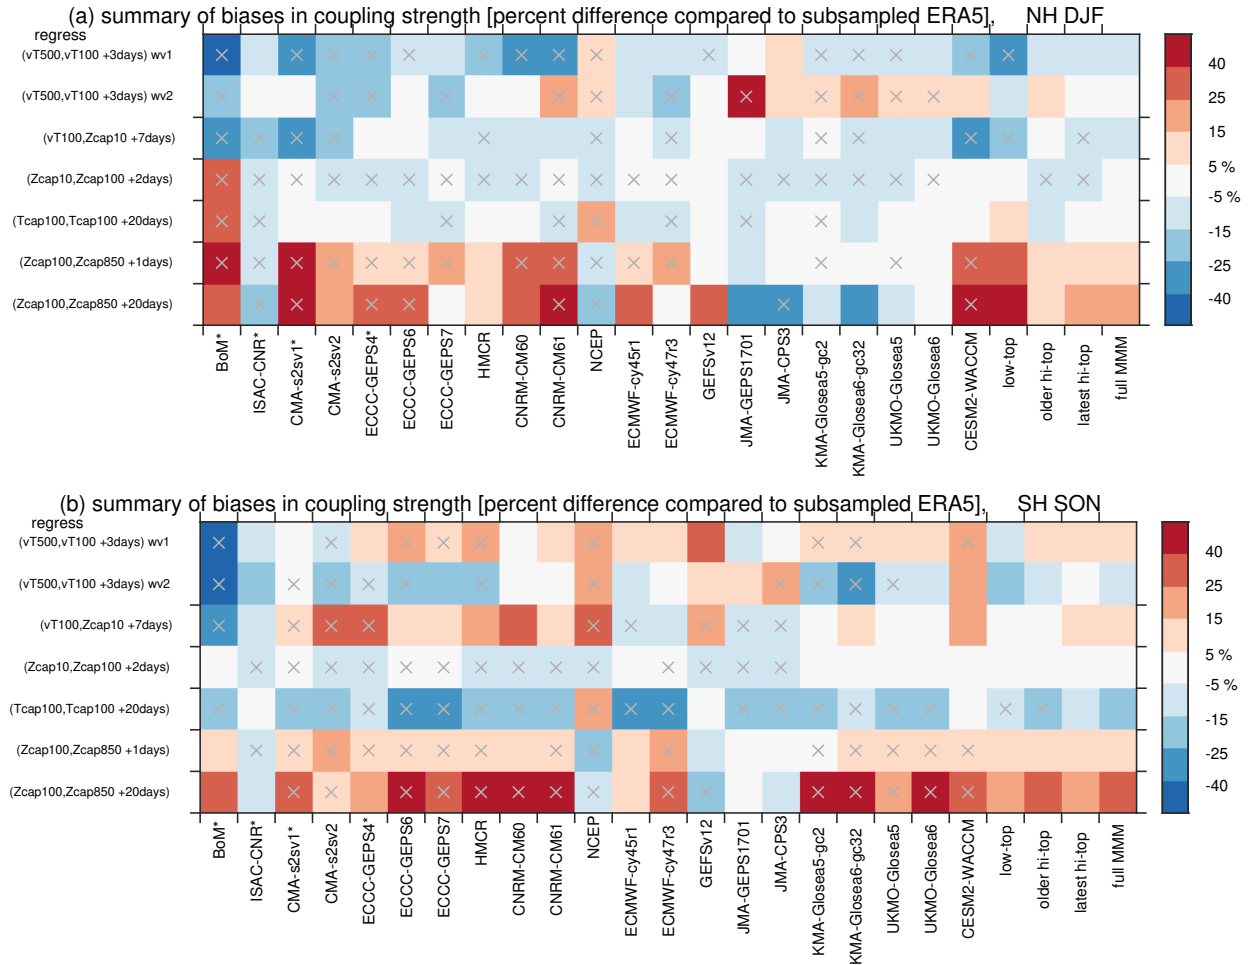 (a) summary of biases in coupling strength [percent difference compared to subsampled ERA5], NH DJF
regress
(vT500,vT100 +3days) wv1
(vT500,vT100 +3days) wv2
(vT100,Zcap10 +7days)
(Zcap10,Zcap100 +2days)
(Tcap100,Tcap100 +20days)
(Zcap100,Zcap850 +1days)
(Zcap100,Zcap850 +20days)
40
25
15
5 %
-5 %
-15
-25
-40
BoM*
ISAC-CNR*
CMA-s2sv1*
CMA-s2sv2
ECCC-GEPS4*
ECCC-GEPS6
ECCC-GEPS7
HMCR
CNRM-CM60
CNRM-CM61
NCEP
ECMWF-cy45r1
ECMWF-cy47r3
GEFSv12
JMA-GEPS1701
JMA-CPS3
KMA-Glosea5-gc2
KMA-Glosea6-gc32
UKMO-Glosea5
UKMO-Glosea6
CESM2-WACCM
low-top
older hi-top
latest hi-top
full MMM
(b) summary of biases in coupling strength [percent difference compared to subsampled ERA5], SH SON
regress
(vT500,vT100 +3days) wv1
(vT500,vT100 +3days) wv2
(vT100,Zcap10 +7days)
(Zcap10,Zcap100 +2days)
(Tcap100,Tcap100 +20days)
(Zcap100,Zcap850 +1days)
(Zcap100,Zcap850 +20days)
40
25
15
5 %
-5 %
-15
-25
-40
BoM*
ISAC-CNR*
CMA-s2sv1*
CMA-s2sv2
ECCC-GEPS4*
ECCC-GEPS6
ECCC-GEPS7
HMCR
CNRM-CM60
CNRM-CM61
NCEP
ECMWF-cy45r1
ECMWF-cy47r3
GEFSv12
JMA-GEPS1701
JMA-CPS3
KMA-Glosea5-gc2
KMA-Glosea6-gc32
UKMO-Glosea5
UKMO-Glosea6
CESM2-WACCM
low-top
older hi-top
latest hi-top
full MMM